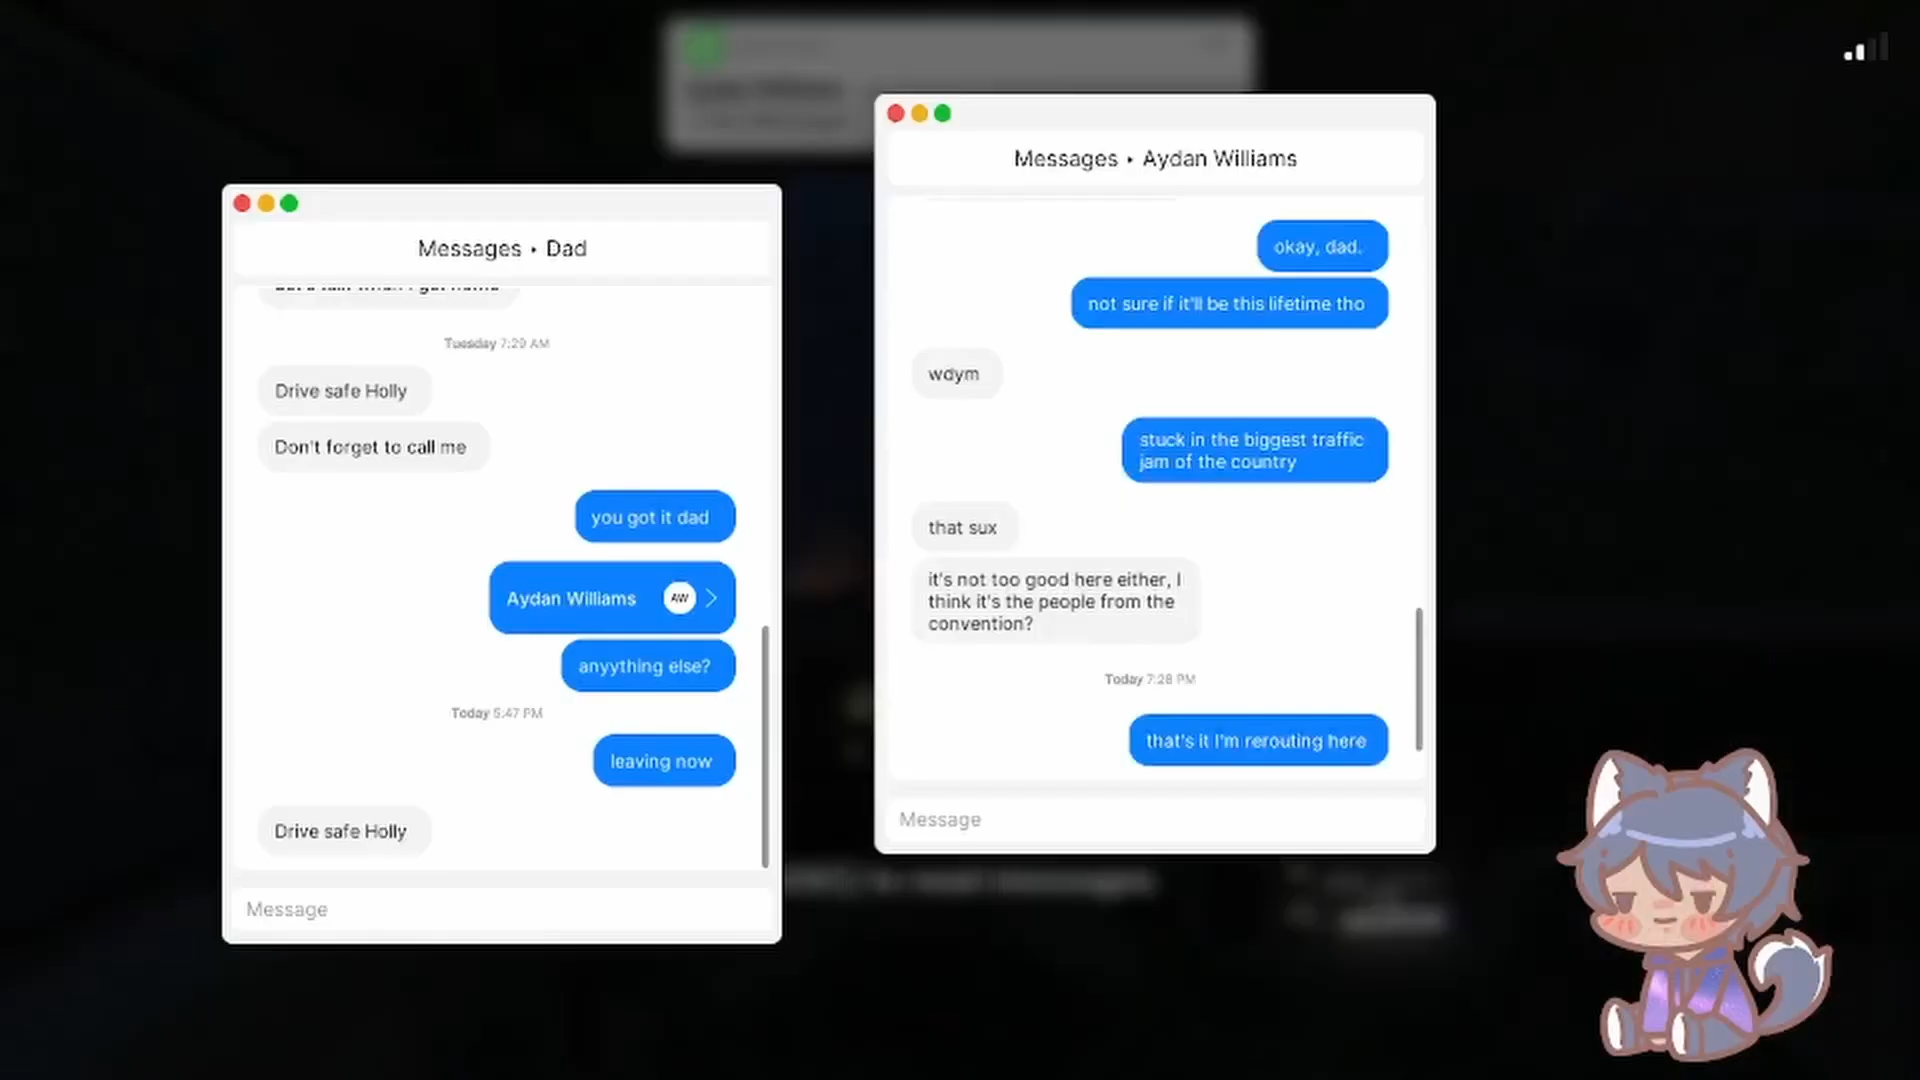 Messages • Dad
Tuesday 7:29 AM
Drive safe Holly
Don't forget to call me
you got it dad
Aydan Williams AW
anyything else?
Today 5:47 PM
leaving now
Drive safe Holly
Message
Messages • Aydan Williams
okay, dad.
not sure if it'll be this lifetime tho
wdym
stuck in the biggest traffic
jam of the country
that sux
it's not too good here either, I
think it's the people from the
convention?
Today 7:28 PM
that's it I'm rerouting here
Message